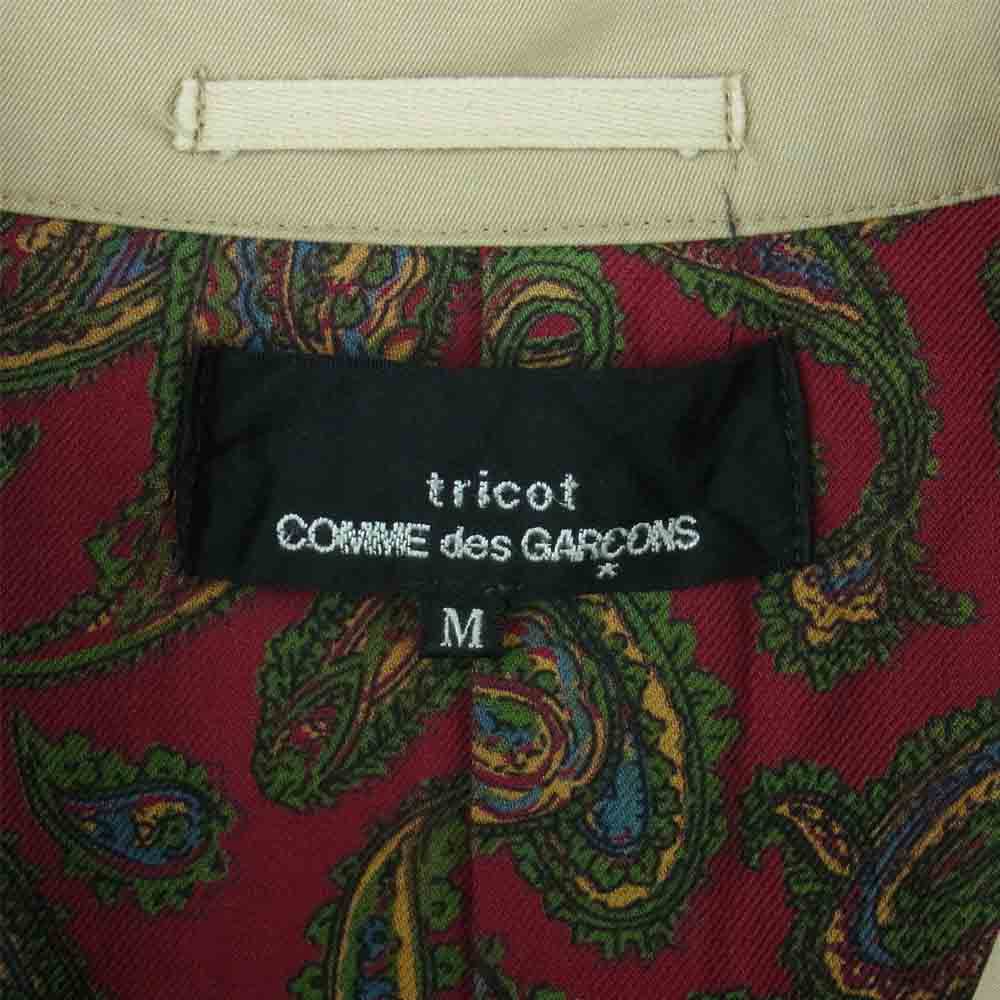 tricot
COMME des GARÇONS
*
M